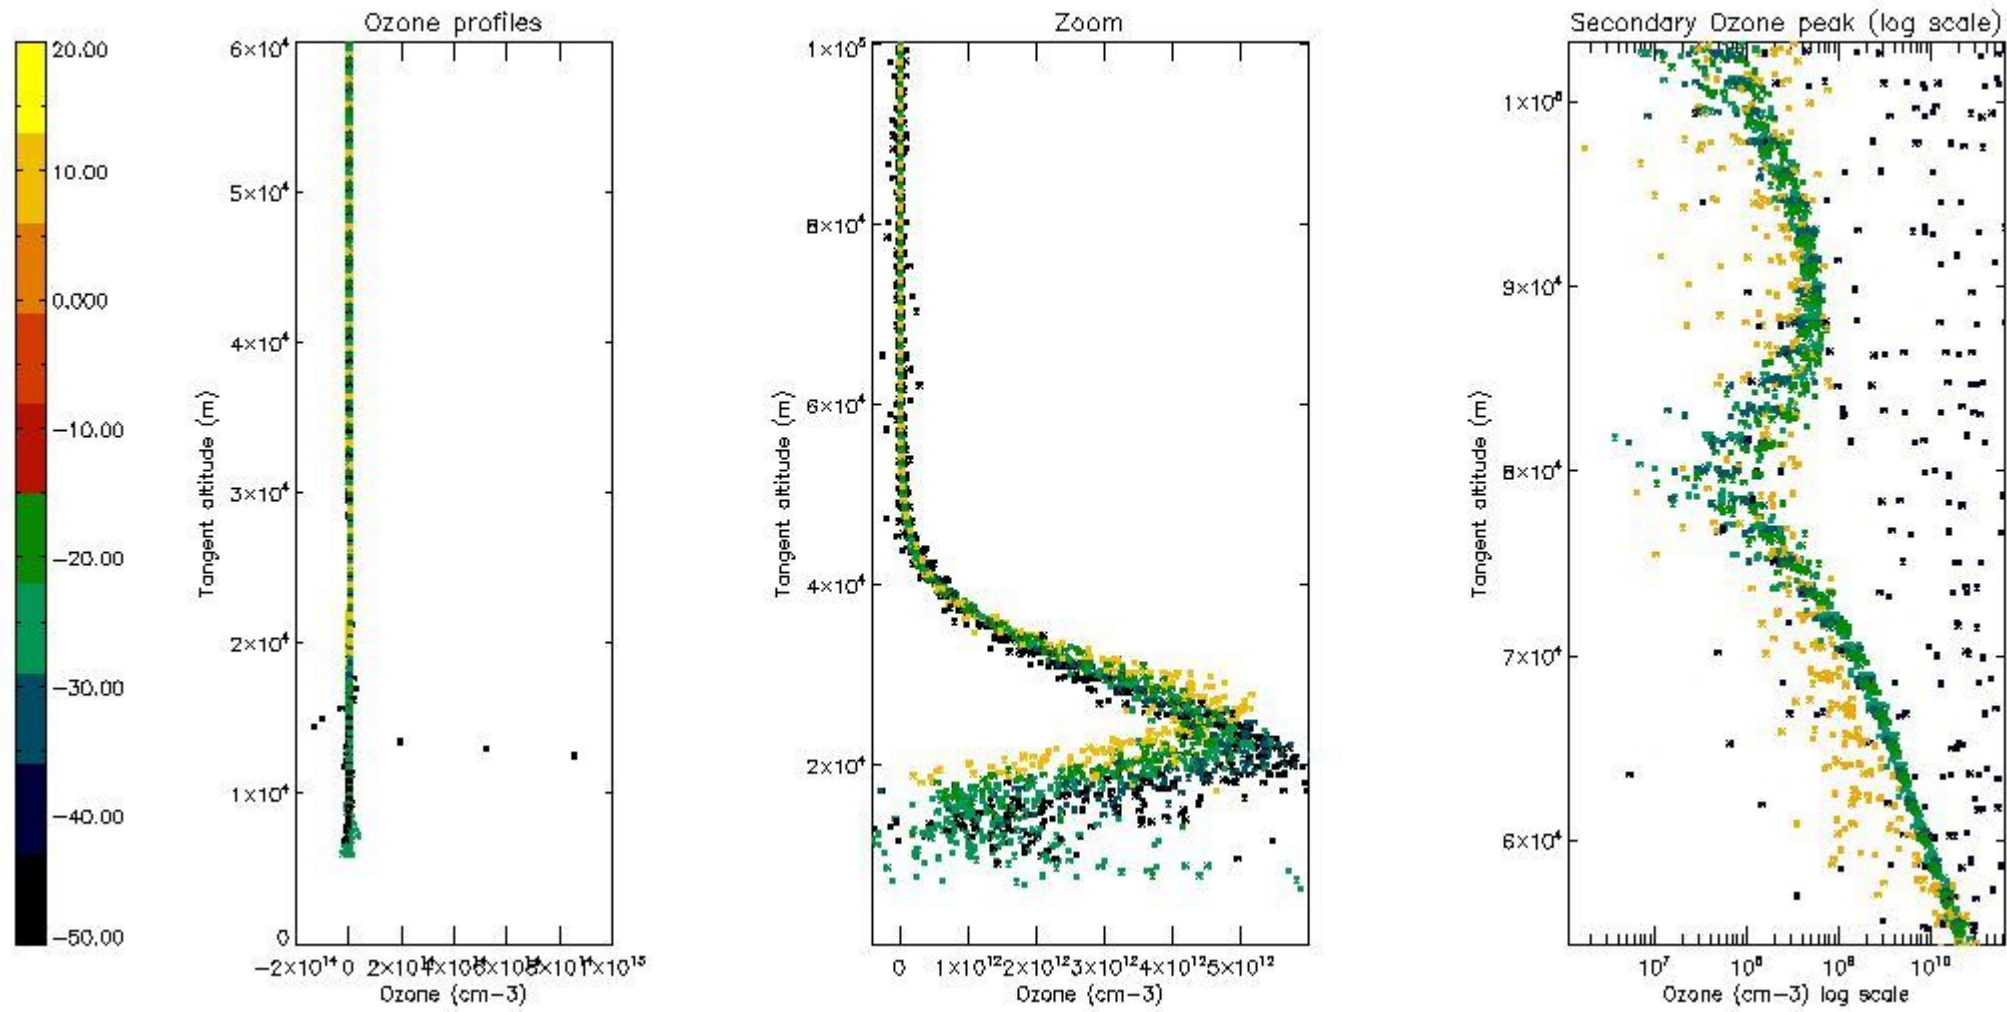 Ozone profiles
Zoom
Secondary Ozone peak (log scale)
20.00
10.00
0.000
−10.00
−20.00
−30.00
−40.00
−50.00
6×10⁴
5×10⁴
4×10⁴
3×10⁴
2×10⁴
1×10⁴
0
Tangent altitude (m)
−2×10¹⁴ 0 2×10¹⁴ 1×10¹⁵
Ozone (cm−3)
1×10⁵
8×10⁴
6×10⁴
4×10⁴
2×10⁴
Tangent altitude (m)
0 1×10¹² 2×10¹² 3×10¹² 4×10¹² 5×10¹²
Ozone (cm−3)
1×10⁵
9×10⁴
8×10⁴
7×10⁴
6×10⁴
Tangent altitude (m)
10⁷ 10⁸ 10⁹ 10¹⁰
Ozone (cm−3) log scale